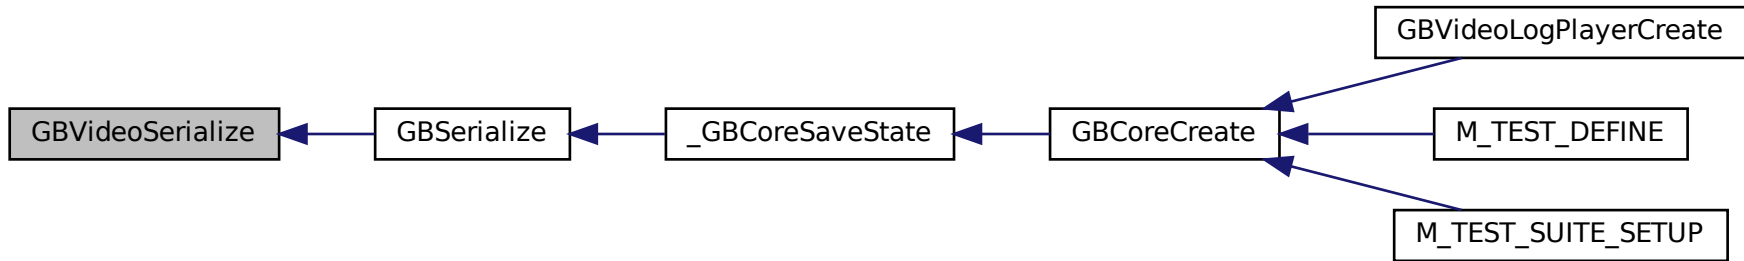 GBVideoLogPlayerCreate
GBVideoSerialize
GBSerialize
_GBCoreSaveState
GBCoreCreate
M_TEST_DEFINE
M_TEST_SUITE_SETUP